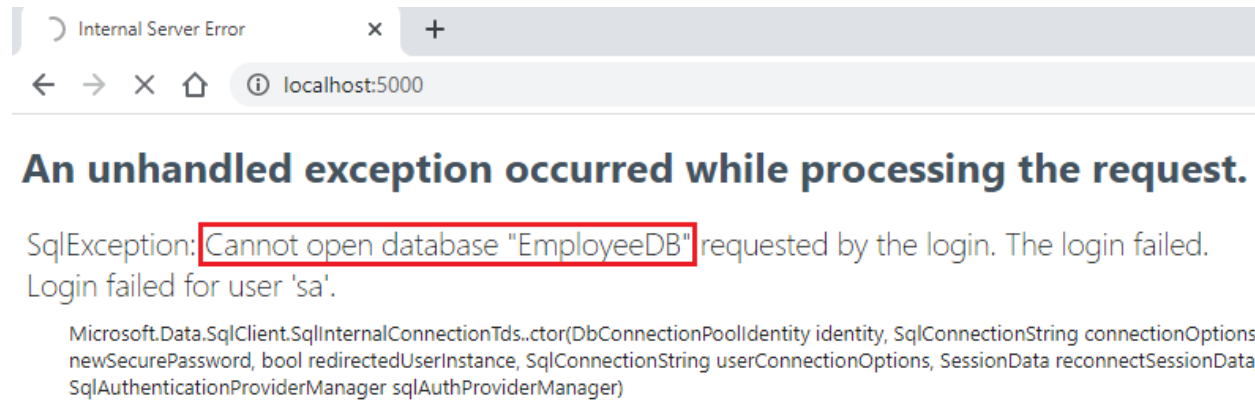 Internal Server Error
localhost:5000
An unhandled exception occurred while processing the request.
SqlException: Cannot open database "EmployeeDB" requested by the login. The login failed.
Login failed for user 'sa'.
Microsoft.Data.SqlClient.SqlInternalConnectionTds..ctor(DbConnectionPoolIdentity identity, SqlConnectionString connectionOptions
newSecurePassword, bool redirectedUserInstance, SqlConnectionString userConnectionOptions, SessionData reconnectSessionData
SqlAuthenticationProviderManager sqlAuthProviderManager)